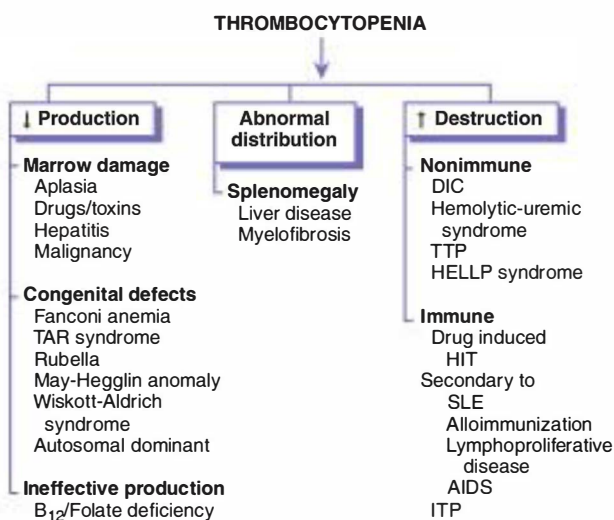 THROMBOCYTOPENIA
↓ Production
Marrow damage
Aplasia
Drugs/toxins
Hepatitis
Malignancy
Congenital defects
Fanconi anemia
TAR syndrome
Rubella
May-Hegglin anomaly
Wiskott-Aldrich
syndrome
Autosomal dominant
Ineffective production
B12/Folate deficiency
Abnormal
distribution
Splenomegaly
Liver disease
Myelofibrosis
↑ Destruction
Nonimmune
DIC
Hemolytic-uremic
syndrome
TTP
HELLP syndrome
Immune
Drug induced
HIT
Secondary to
SLE
Alloimmunization
Lymphoproliferative
disease
AIDS
ITP